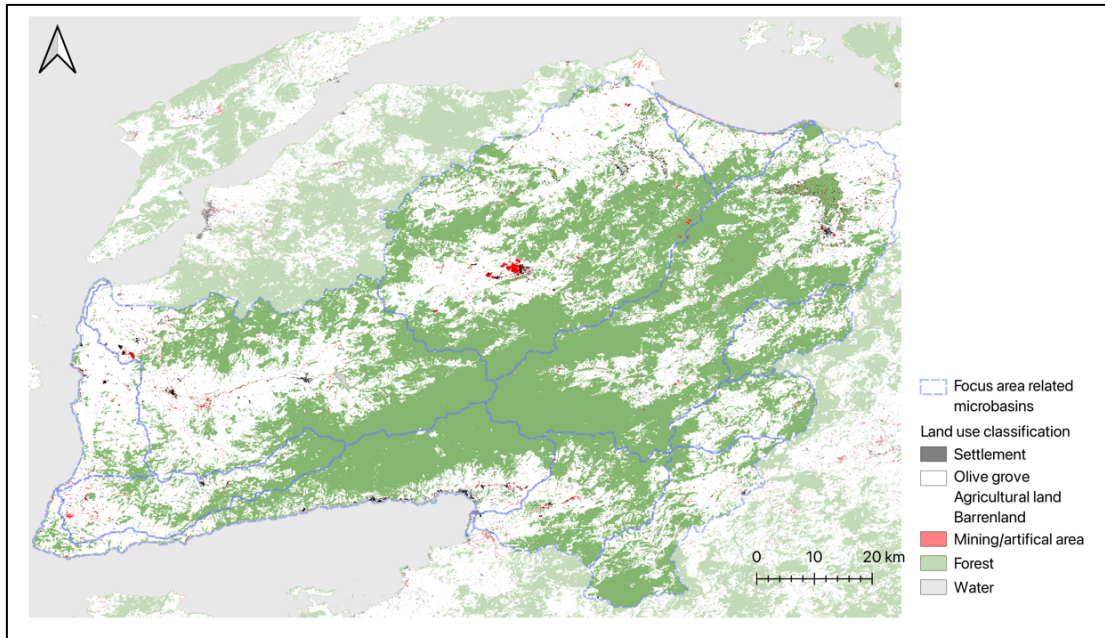 Focus area related
microbasins
Land use classification
Settlement
Olive grove
Agricultural land
Barrenland
Mining/artifical area
Forest
Water
0 10 20 km